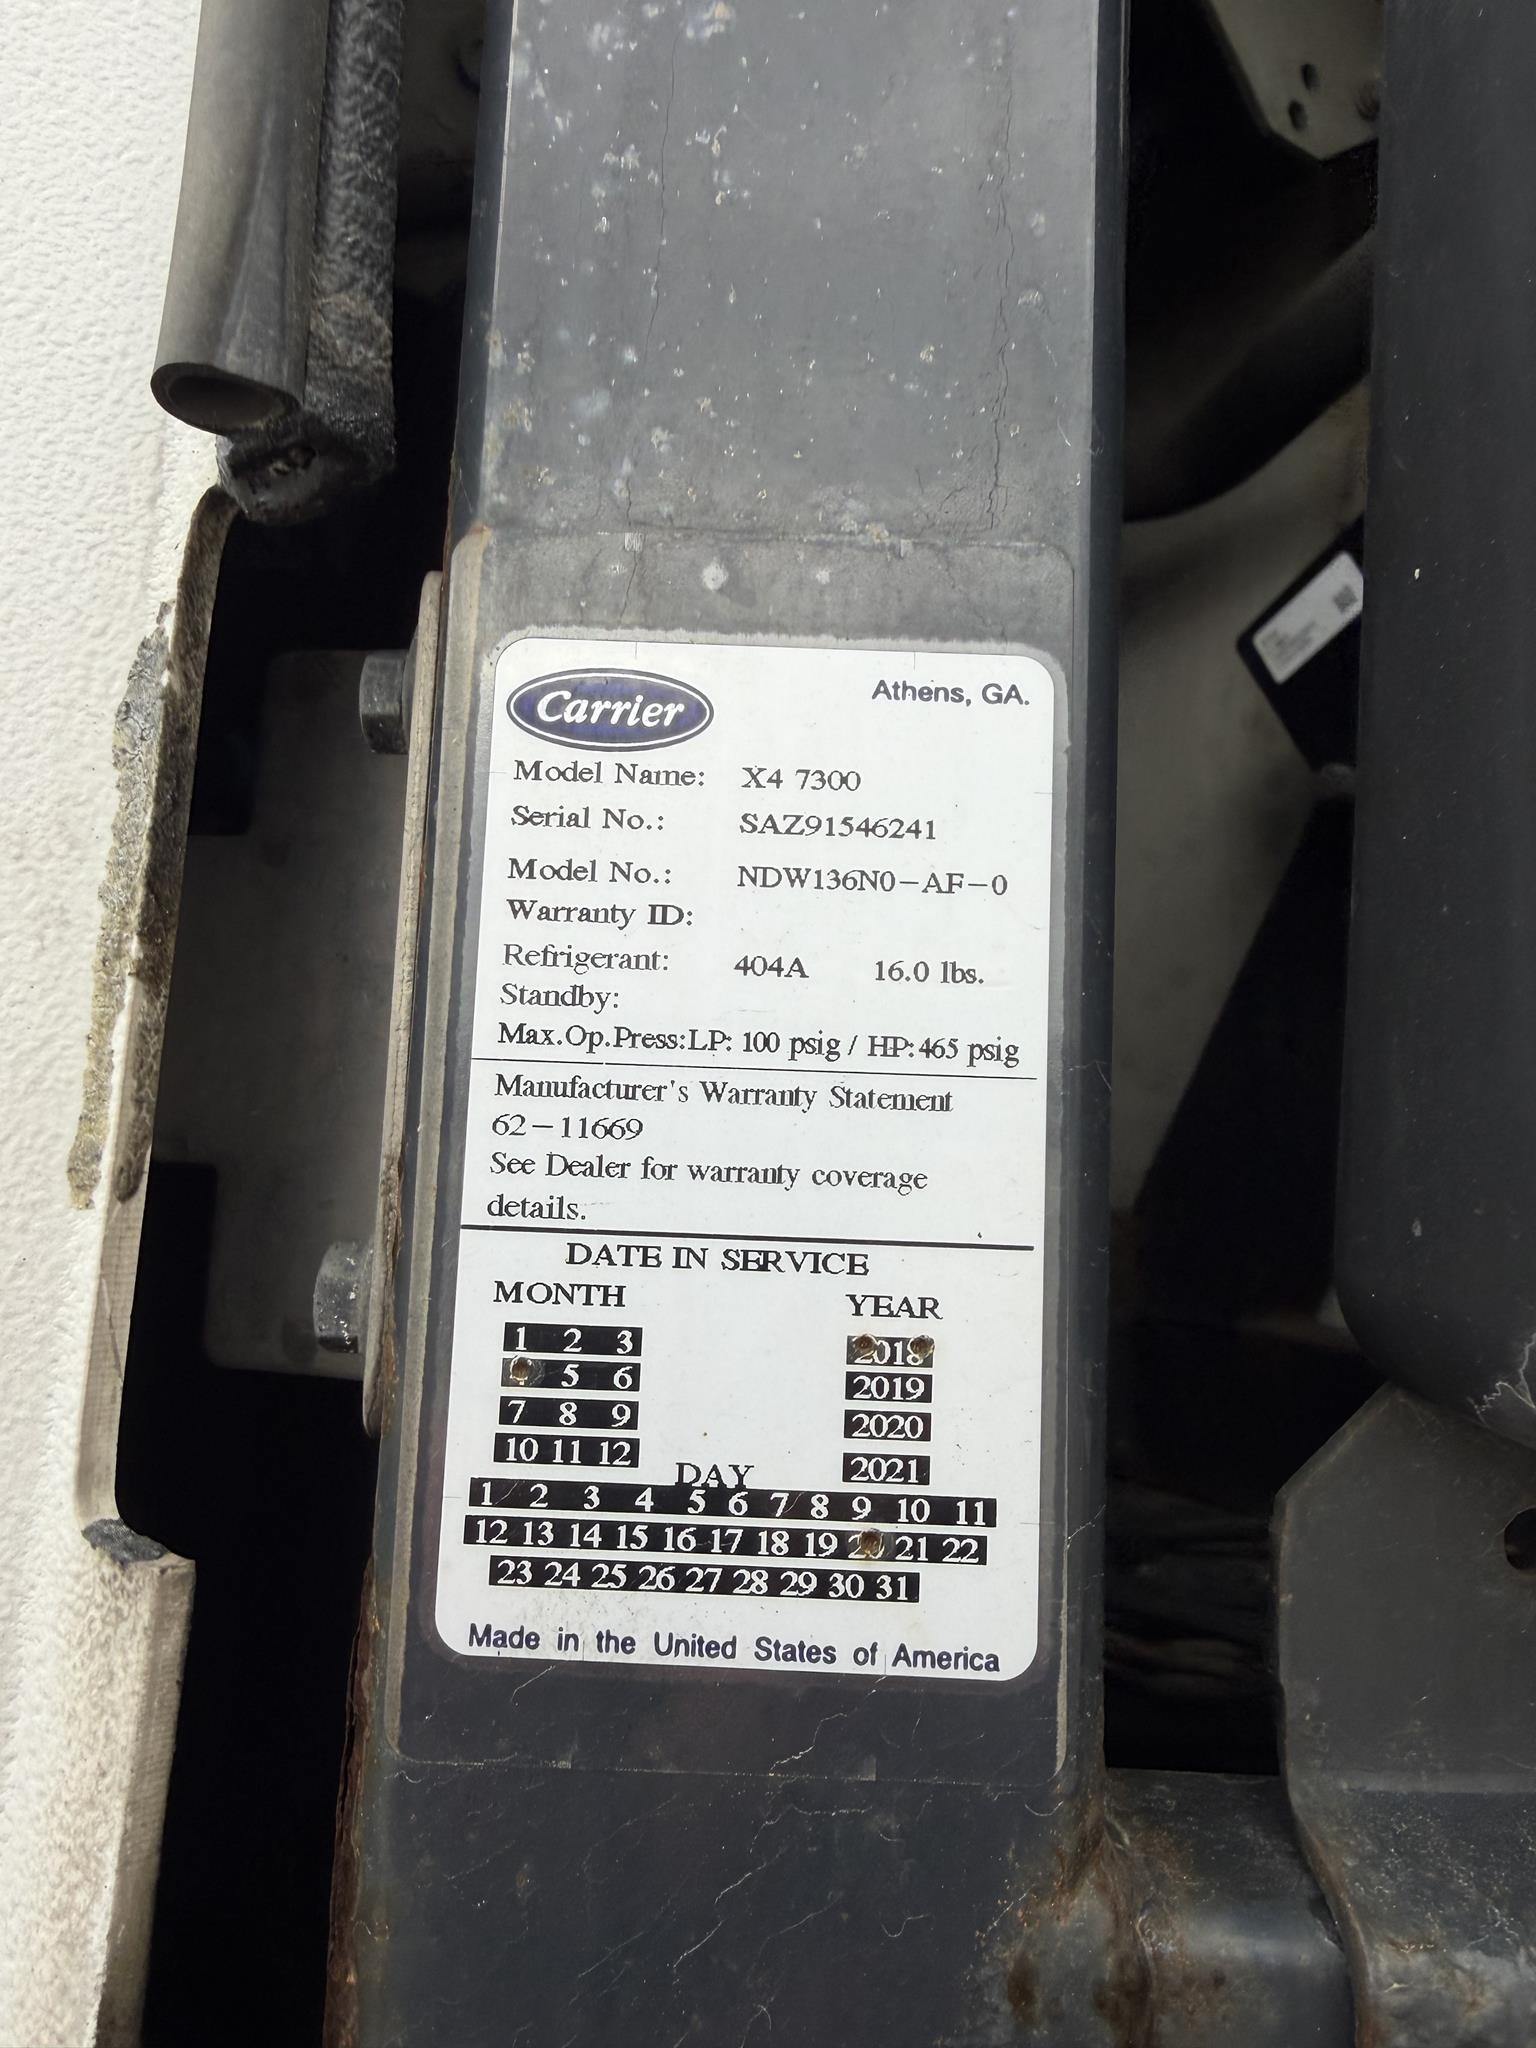 Carrier
Athens, GA.
Model Name: X4 7300
Serial No.: SAZ91546241
Model No.: NDW136N0-AF-0
Warranty ID:
Refrigerant: 404A 16.0 lbs.
Standby:
Max.Op.Press:LP: 100 psig / HP:465 psig
Manufacturer's Warranty Statement
62-11669
See Dealer for warranty coverage
details.
DATE IN SERVICE
MONTH YEAR
1 2 3 2018
4 5 6 2019
7 8 9 2020
10 11 12 2021
DAY
1 2 3 4 5 6 7 8 9 10 11
12 13 14 15 16 17 18 19 20 21 22
23 24 25 26 27 28 29 30 31
Made in the United States of America